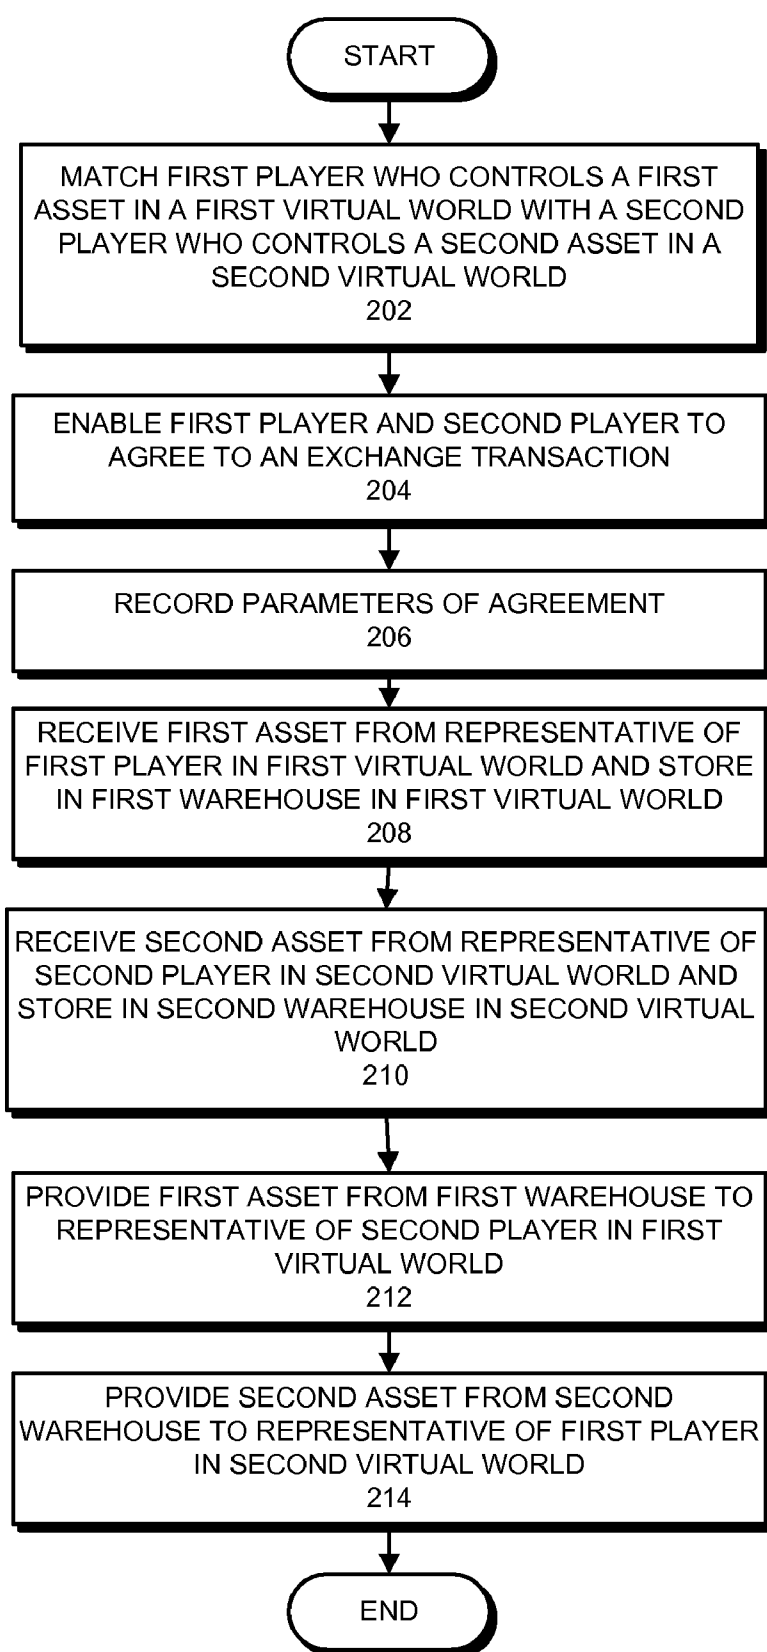 START
MATCH FIRST PLAYER WHO CONTROLS A FIRST
ASSET IN A FIRST VIRTUAL WORLD WITH A SECOND
PLAYER WHO CONTROLS A SECOND ASSET IN A
SECOND VIRTUAL WORLD
202
ENABLE FIRST PLAYER AND SECOND PLAYER TO
AGREE TO AN EXCHANGE TRANSACTION
204
RECORD PARAMETERS OF AGREEMENT
206
RECEIVE FIRST ASSET FROM REPRESENTATIVE OF
FIRST PLAYER IN FIRST VIRTUAL WORLD AND STORE
IN FIRST WAREHOUSE IN FIRST VIRTUAL WORLD
208
RECEIVE SECOND ASSET FROM REPRESENTATIVE OF
SECOND PLAYER IN SECOND VIRTUAL WORLD AND
STORE IN SECOND WAREHOUSE IN SECOND VIRTUAL
WORLD
210
PROVIDE FIRST ASSET FROM FIRST WAREHOUSE TO
REPRESENTATIVE OF SECOND PLAYER IN FIRST
VIRTUAL WORLD
212
PROVIDE SECOND ASSET FROM SECOND
WAREHOUSE TO REPRESENTATIVE OF FIRST PLAYER
IN SECOND VIRTUAL WORLD
214
END